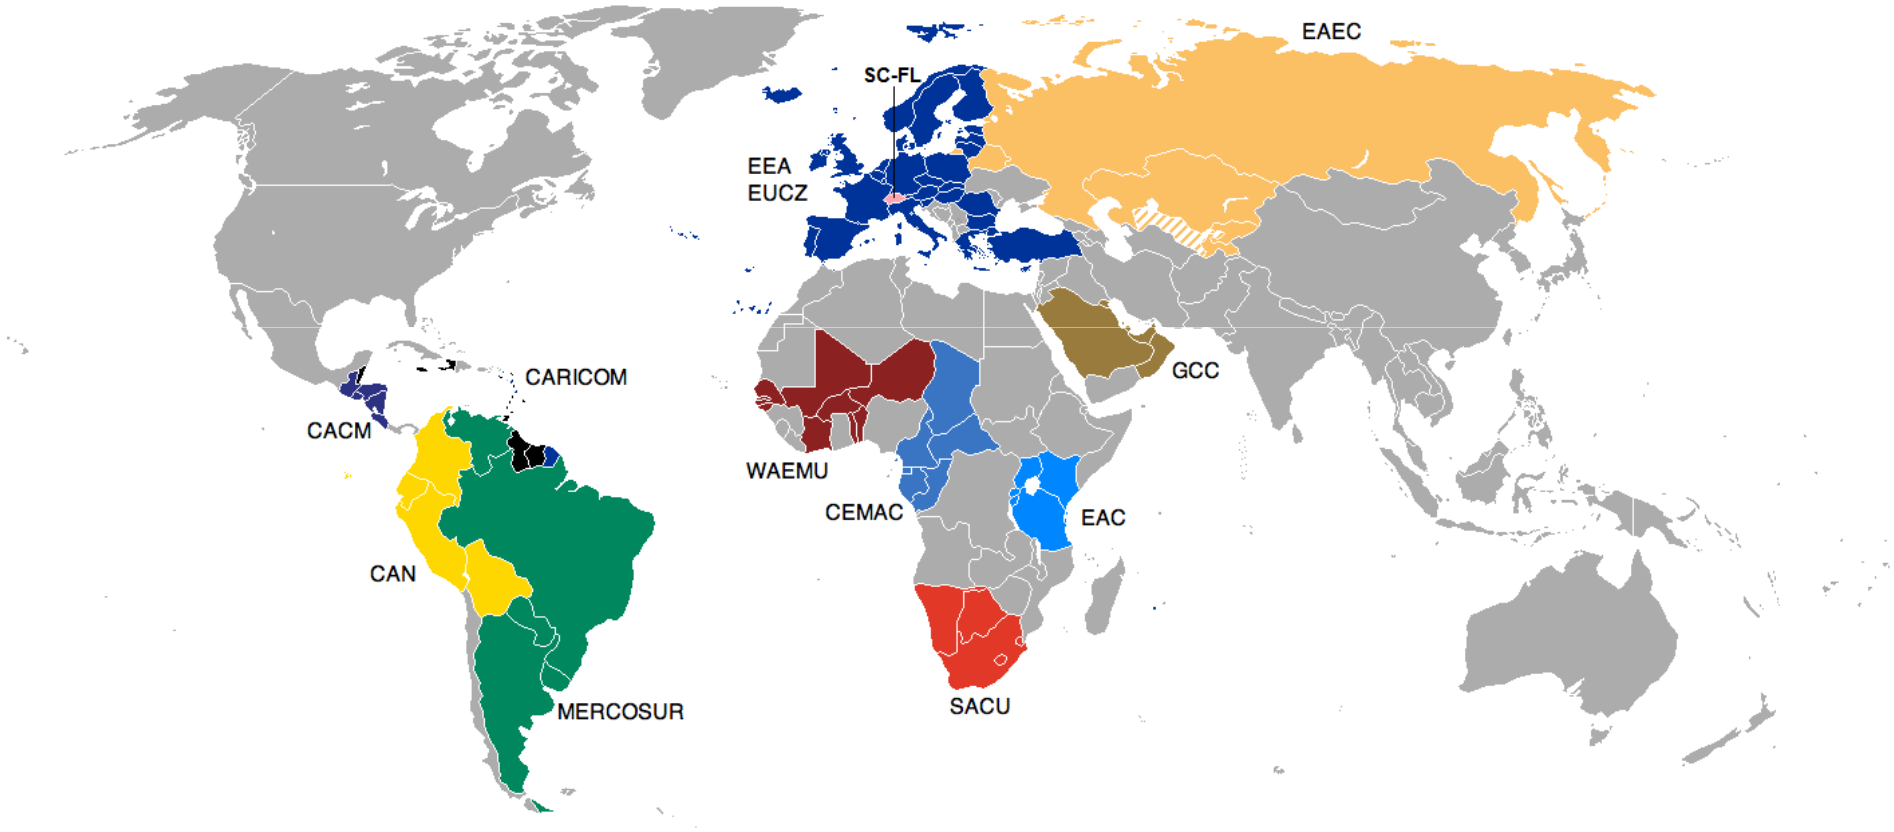 EAEC
SC-FL
EEA
EUCZ
GCC
CARICOM
CACM
WAEMU
CEMAC
EAC
CAN
SACU
MERCOSUR